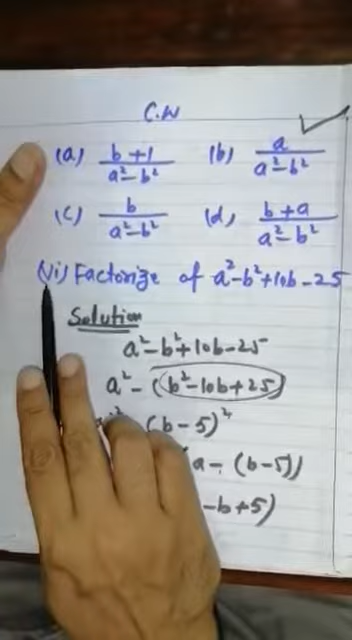 C.W
(a) b+1/a²-b² (b) a/a²-b²
(c) b/a²-b² (d) b+a/a²-b²
(vi) Factorize of a²-b²+10b-25
Solution
a²-b²+10b-25
a²-(b²-10b+25)
(b-5)²
a-(b-5))
-b+5)